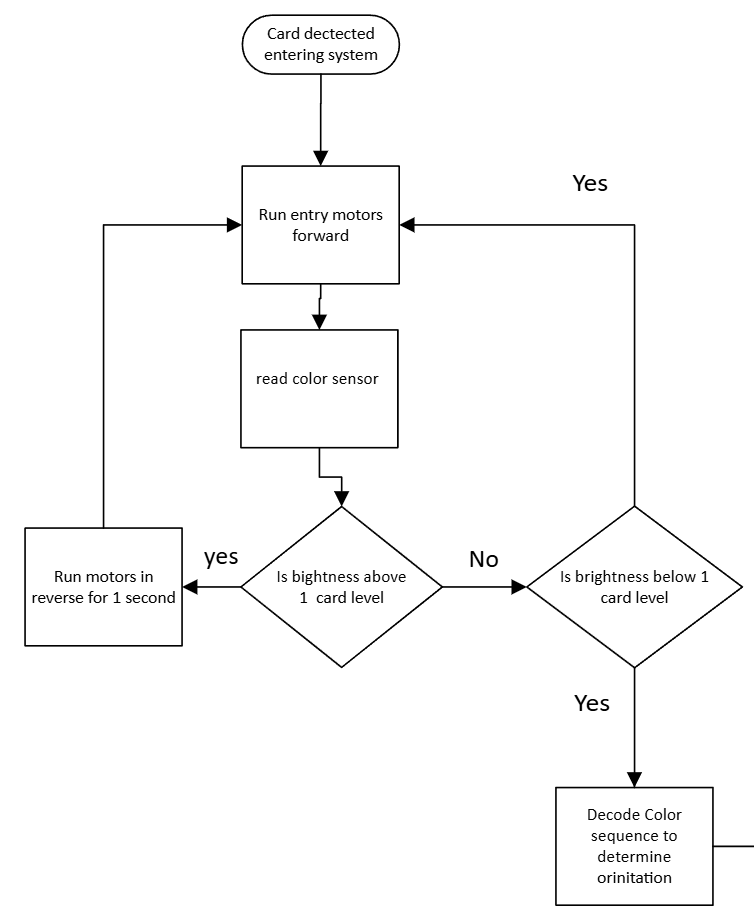 Card dectected
entering system
Yes
Run entry motors
forward
read color sensor
yes
No
Run motors in
reverse for 1 second
Is bightness above
1 card level
Is brightness below 1
card level
Yes
Decode Color
sequence to
determine
orinitation